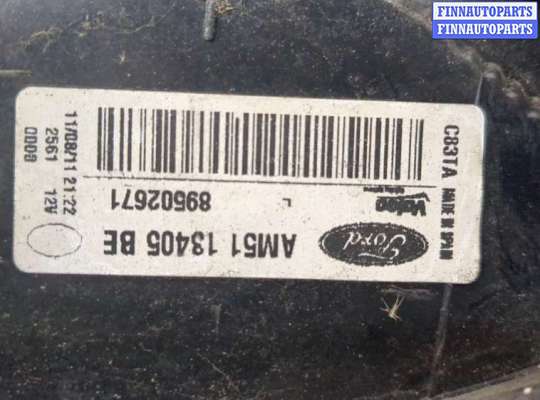 FINNAUTOPARTS
FINNAUTOPARTS
Ford
AM51 13405 BE
Valeo
L
89502671
C83TA
MADE IN SPAIN
11/08/11 21:22
2561 12V
0008